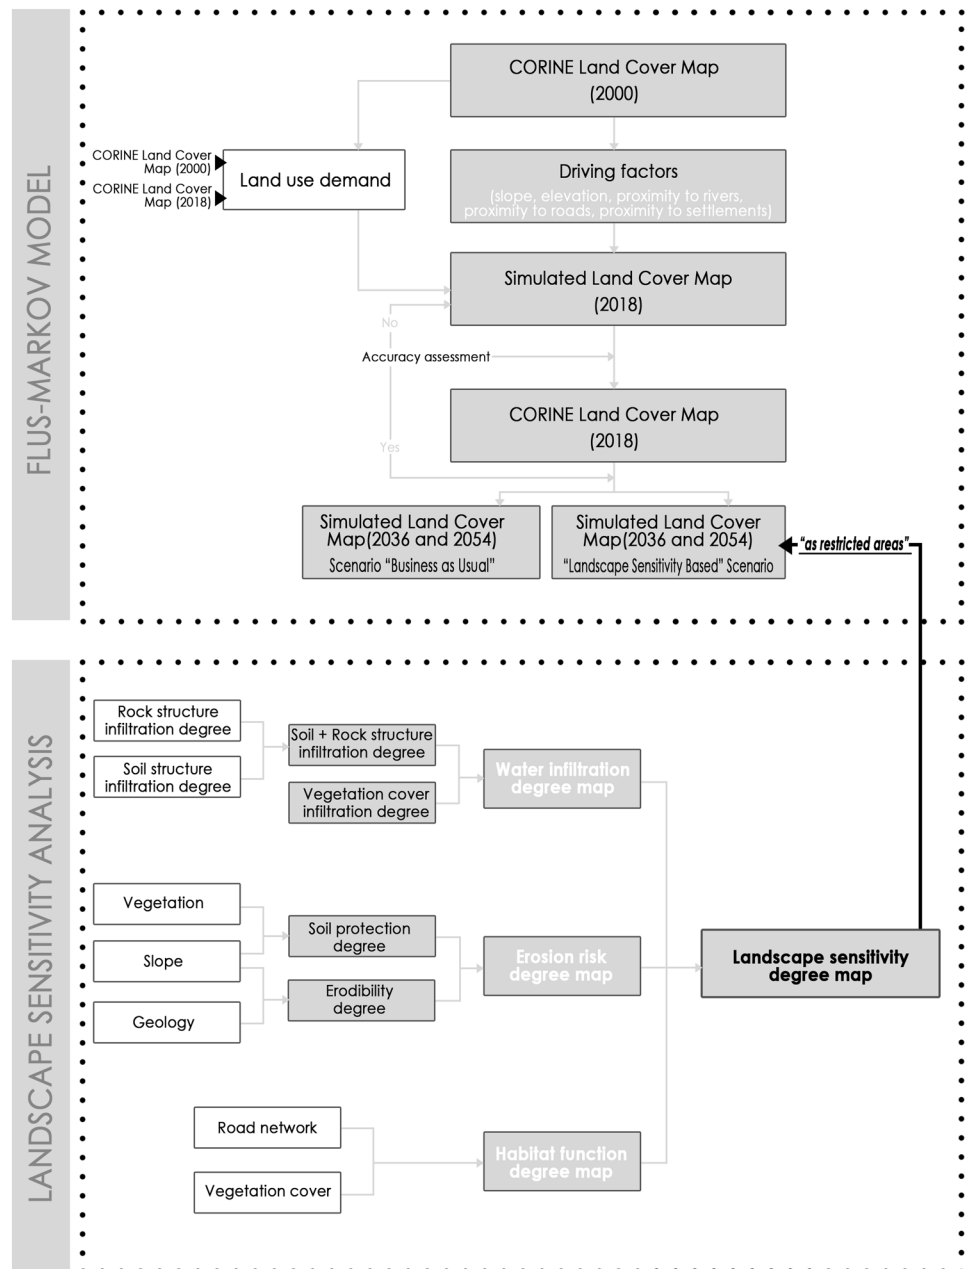 FLUS-MARKOV MODEL
CORINE Land Cover Map
(2000)
CORINE Land Cover
Map (2000)
CORINE Land Cover
Map (2018)
Land use demand
Driving factors
(slope, elevation, proximity to rivers,
proximity to roads, proximity to settlements)
Simulated Land Cover Map
(2018)
No
Accuracy assessment
CORINE Land Cover Map
(2018)
Yes
Simulated Land Cover
Map(2036 and 2054)
Scenario “Business as Usual”
Simulated Land Cover
Map(2036 and 2054)
“Landscape Sensitivity Based” Scenario
“as restricted areas”
LANDSCAPE SENSITIVITY ANALYSIS
Rock structure
infiltration degree
Soil structure
infiltration degree
Soil + Rock structure
infiltration degree
Vegetation cover
infiltration degree
Water infiltration
degree map
Vegetation
Slope
Geology
Soil protection
degree
Erodibility
degree
Erosion risk
degree map
Landscape sensitivity
degree map
Road network
Vegetation cover
Habitat function
degree map